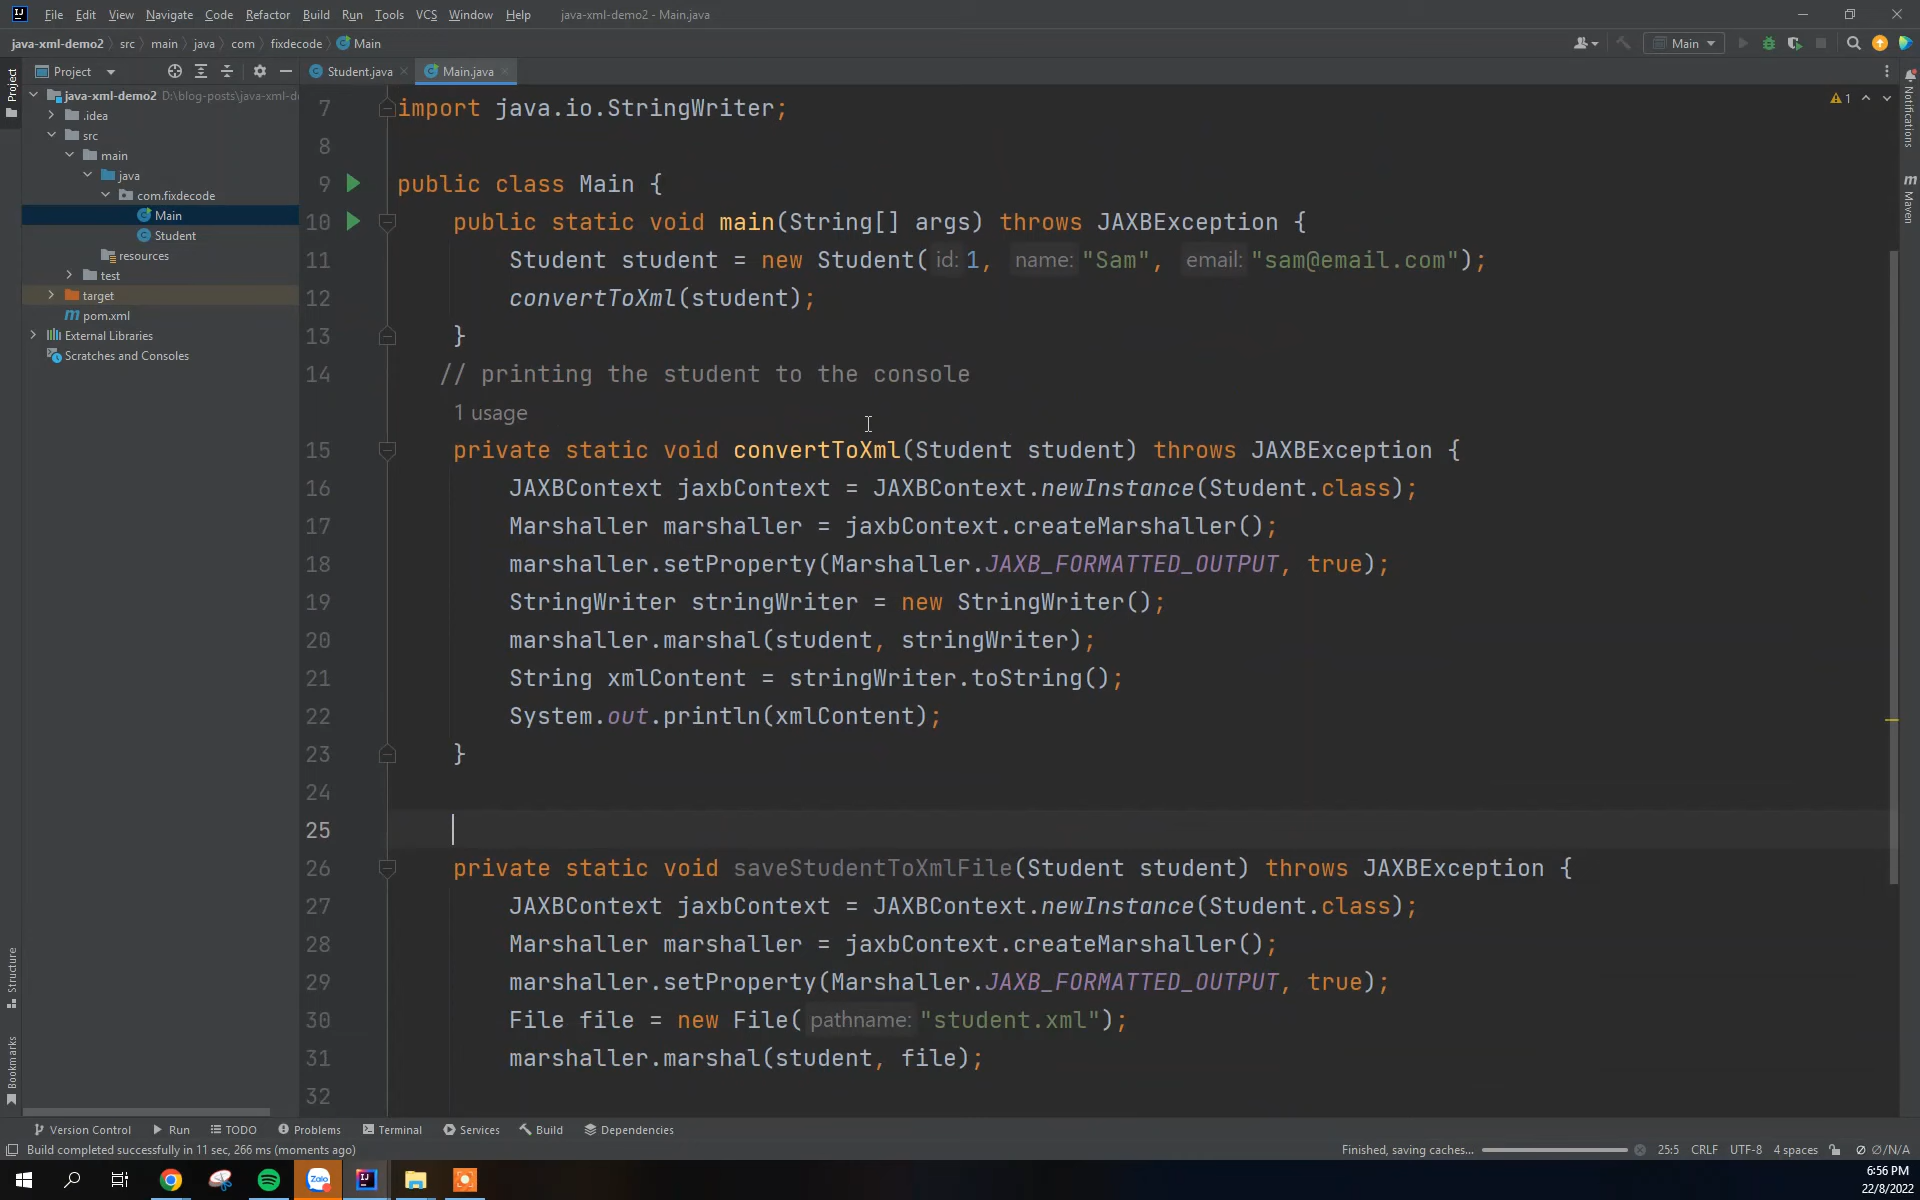 File Edit View Navigate Code Refactor Build Run Tools VCS Window Help java-xml-demo2 - Main.java
java-xml-demo2 src main java com fixdecode Main
Main
Project
Student.java
Main.java
Project
java-xml-demo2 D:\blog-posts\java-xml-d
.idea
src
main
java
com.fixdecode
Main
Student
resources
test
target
pom.xml
External Libraries
Scratches and Consoles
Structure
Bookmarks
Notifications
Maven
1
7 import java.io.StringWriter;
8
9 public class Main {
10 public static void main(String[] args) throws JAXBException {
11 Student student = new Student( id: 1, name: "Sam", email: "sam@email.com");
12 convertToXml(student);
13 }
14 // printing the student to the console
1 usage
15 private static void convertToXml(Student student) throws JAXBException {
16 JAXBContext jaxbContext = JAXBContext.newInstance(Student.class);
17 Marshaller marshaller = jaxbContext.createMarshaller();
18 marshaller.setProperty(Marshaller.JAXB_FORMATTED_OUTPUT, true);
19 StringWriter stringWriter = new StringWriter();
20 marshaller.marshal(student, stringWriter);
21 String xmlContent = stringWriter.toString();
22 System.out.println(xmlContent);
23 }
24
25
26 private static void saveStudentToXmlFile(Student student) throws JAXBException {
27 JAXBContext jaxbContext = JAXBContext.newInstance(Student.class);
28 Marshaller marshaller = jaxbContext.createMarshaller();
29 marshaller.setProperty(Marshaller.JAXB_FORMATTED_OUTPUT, true);
30 File file = new File( pathname: "student.xml");
31 marshaller.marshal(student, file);
32
Version Control Run TODO Problems Terminal Services Build Dependencies
Build completed successfully in 11 sec, 266 ms (moments ago)
Finished, saving caches... 25:5 CRLF UTF-8 4 spaces Ø/N/A
Zalo
6:56 PM
22/8/2022